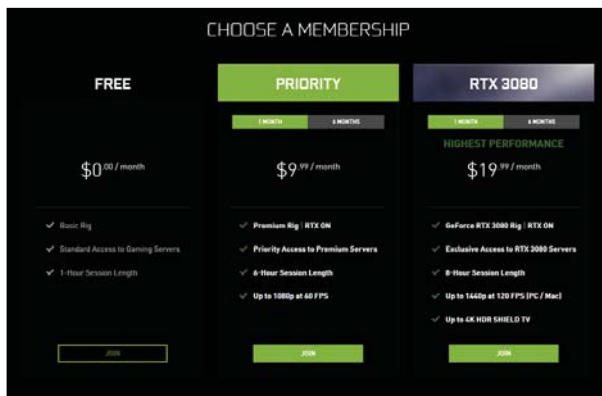 CHOOSE A MEMBERSHIP
FREE
$0.00 / month
Basic Rig
Standard Access to Gaming Servers
1-Hour Session Length
JOIN
PRIORITY
1 MONTH
6 MONTHS
$9.99 / month
Premium Rig | RTX ON
Priority Access to Premium Servers
6-Hour Session Length
Up to 1080p at 60 FPS
JOIN
RTX 3080
1 MONTH
6 MONTHS
HIGHEST PERFORMANCE
$19.99 / month
GeForce RTX 3080 Rig | RTX ON
Exclusive Access to RTX 3080 Servers
8-Hour Session Length
Up to 1440p at 120 FPS (PC / Mac)
Up to 4K HDR SHIELD TV
JOIN